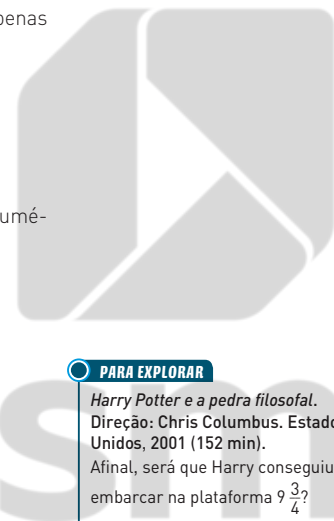 penas
umé-
PARA EXPLORAR
Harry Potter e a pedra filosofal.
Direção: Chris Columbus. Estado
Unidos, 2001 (152 min).
Afinal, será que Harry conseguiu
embarcar na plataforma 9 3/4?
sm